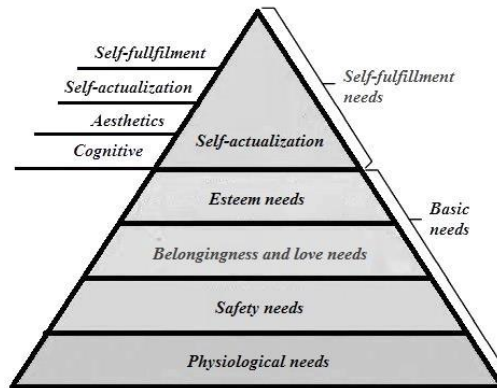 Self-fullfilment
Self-actualization
Aesthetics
Cognitive
Self-fulfillment
needs
Self-actualization
Esteem needs
Basic
needs
Belongingness and love needs
Safety needs
Physiological needs